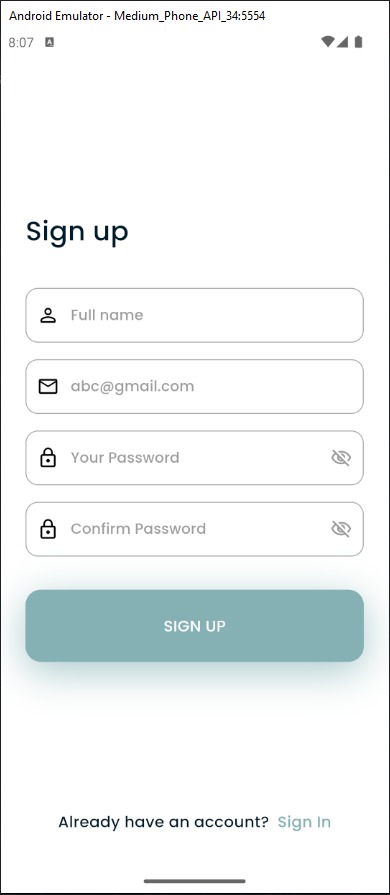 Android Emulator - Medium_Phone_API_34:5554
8:07 A
Sign up
Full name
abc@gmail.com
Your Password
Confirm Password
SIGN UP
Already have an account? Sign In